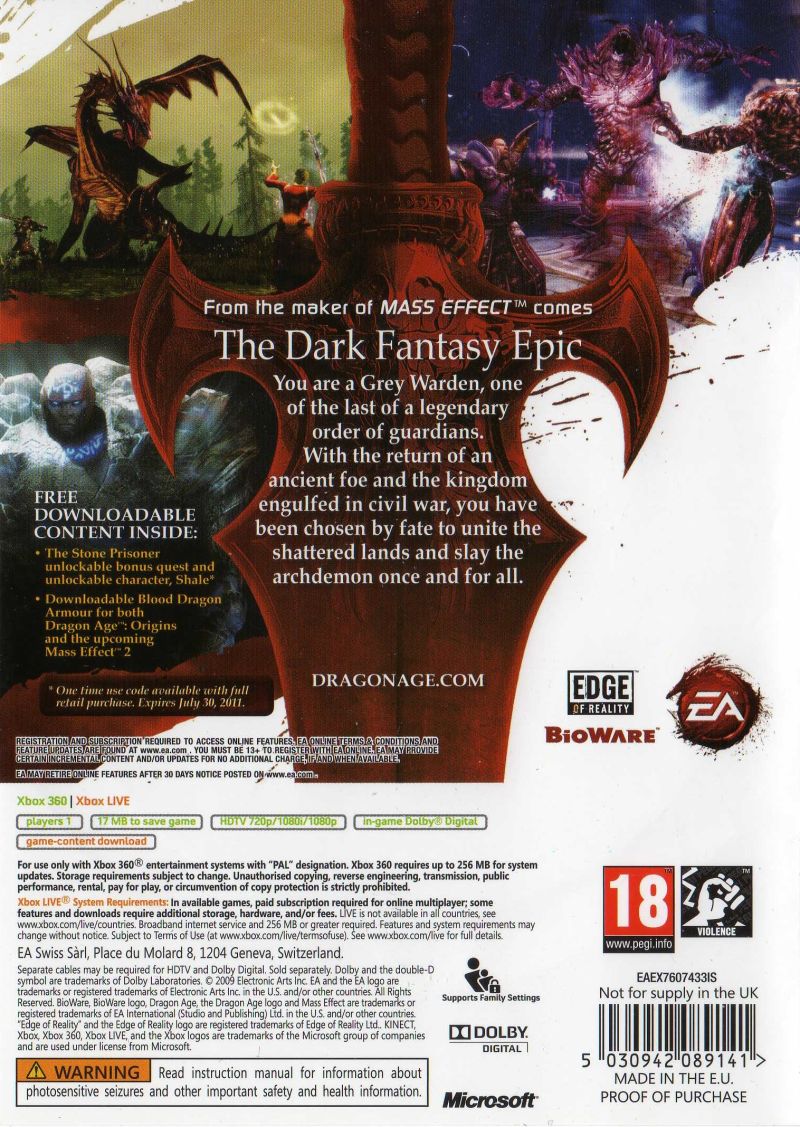 From the maker of MASS EFFECT™ comes
The Dark Fantasy Epic
You are a Grey Warden, one
of the last of a legendary
order of guardians.
With the return of an
ancient foe and the kingdom
engulfed in civil war, you have
been chosen by fate to unite the
shattered lands and slay the
archdemon once and for all.
FREE
DOWNLOADABLE
CONTENT INSIDE:
• The Stone Prisoner
unlockable bonus quest and
unlockable character, Shale*
• Downloadable Blood Dragon
Armour for both
Dragon Age™: Origins
and the upcoming
Mass Effect™ 2
* One time use code available with full
retail purchase. Expires July 30, 2011.
DRAGONAGE.COM
EDGE™
OF REALITY
BIOWARE™
EA™
REGISTRATION AND SUBSCRIPTION REQUIRED TO ACCESS ONLINE FEATURES. EA ONLINE TERMS & CONDITIONS AND
FEATURE UPDATES ARE FOUND AT www.ea.com . YOU MUST BE 13+ TO REGISTER WITH EA ONLINE. EA MAY PROVIDE
CERTAIN INCREMENTAL CONTENT AND/OR UPDATES FOR NO ADDITIONAL CHARGE, IF AND WHEN AVAILABLE.
EA MAY RETIRE ONLINE FEATURES AFTER 30 DAYS NOTICE POSTED ON www.ea.com .
Xbox 360 | Xbox LIVE
players 1
17 MB to save game
HDTV 720p/1080i/1080p
in-game Dolby® Digital
game-content download
For use only with Xbox 360® entertainment systems with "PAL" designation. Xbox 360 requires up to 256 MB for system
updates. Storage requirements subject to change. Unauthorised copying, reverse engineering, transmission, public
performance, rental, pay for play, or circumvention of copy protection is strictly prohibited.
Xbox LIVE® System Requirements: In available games, paid subscription required for online multiplayer; some
features and downloads require additional storage, hardware, and/or fees. LIVE is not available in all countries, see
www.xbox.com/live/countries. Broadband internet service and 256 MB or greater required. Features and system requirements may
change without notice. Subject to Terms of Use (at www.xbox.com/live/termsofuse). See www.xbox.com/live for full details.
EA Swiss Sàrl, Place du Molard 8, 1204 Geneva, Switzerland.
Separate cables may be required for HDTV and Dolby Digital. Sold separately. Dolby and the double-D
symbol are trademarks of Dolby Laboratories. © 2009 Electronic Arts Inc. EA and the EA logo are
trademarks or registered trademarks of Electronic Arts Inc. in the U.S. and/or other countries. All Rights
Reserved. BioWare, BioWare logo, Dragon Age, the Dragon Age logo and Mass Effect are trademarks or
registered trademarks of EA International (Studio and Publishing) Ltd. in the U.S. and/or other countries.
"Edge of Reality" and the Edge of Reality logo are registered trademarks of Edge of Reality Ltd.. KINECT,
Xbox, Xbox 360, Xbox LIVE, and the Xbox logos are trademarks of the Microsoft group of companies
and are used under license from Microsoft.
WARNING Read instruction manual for information about
photosensitive seizures and other important safety and health information.
Supports Family Settings
DOLBY
DIGITAL
Microsoft®
18
www.pegi.info
VIOLENCE
EAEX7607433IS
Not for supply in the UK
5 030942 089141 >
MADE IN THE E.U.
PROOF OF PURCHASE